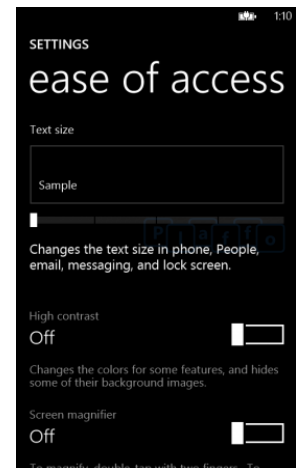 1:10
SETTINGS
ease of access
Text size
Sample
Plaffo
Changes the text size in phone, People,
email, messaging, and lock screen.
High contrast
Off
Changes the colors for some features, and hides
some of their background images.
Screen magnifier
Off
To magnify, double-tap with two fingers. To